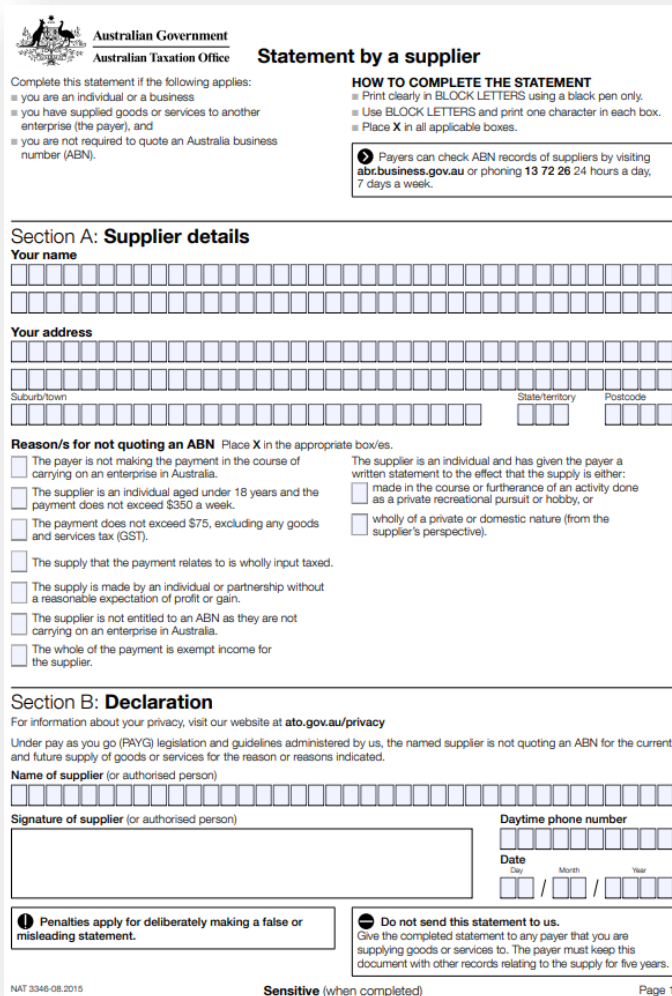 Australian Government
Australian Taxation Office
Statement by a supplier
Complete this statement if the following applies:
you are an individual or a business
you have supplied goods or services to another
enterprise (the payer), and
you are not required to quote an Australia business
number (ABN).
HOW TO COMPLETE THE STATEMENT
Print clearly in BLOCK LETTERS using a black pen only.
Use BLOCK LETTERS and print one character in each box.
Place X in all applicable boxes.
Payers can check ABN records of suppliers by visiting
abr.business.gov.au or phoning 13 72 26 24 hours a day,
7 days a week.
Section A: Supplier details
Your name
Your address
Suburb/town
State/territory
Postcode
Reason/s for not quoting an ABN Place X in the appropriate box/es.
The payer is not making the payment in the course of
carrying on an enterprise in Australia.
The supplier is an individual aged under 18 years and the
payment does not exceed $350 a week.
The payment does not exceed $75, excluding any goods
and services tax (GST).
The supply that the payment relates to is wholly input taxed.
The supply is made by an individual or partnership without
a reasonable expectation of profit or gain.
The supplier is not entitled to an ABN as they are not
carrying on an enterprise in Australia.
The whole of the payment is exempt income for
the supplier.
The supplier is an individual and has given the payer a
written statement to the effect that the supply is either:
made in the course or furtherance of an activity done
as a private recreational pursuit or hobby, or
wholly of a private or domestic nature (from the
supplier's perspective).
Section B: Declaration
For information about your privacy, visit our website at ato.gov.au/privacy
Under pay as you go (PAYG) legislation and guidelines administered by us, the named supplier is not quoting an ABN for the current
and future supply of goods or services for the reason or reasons indicated.
Name of supplier (or authorised person)
Signature of supplier (or authorised person)
Daytime phone number
Date
Day Month Year
/ /
Penalties apply for deliberately making a false or
misleading statement.
Do not send this statement to us.
Give the completed statement to any payer that you are
supplying goods or services to. The payer must keep this
document with other records relating to the supply for five years.
NAT 3346-08.2015
Sensitive (when completed)
Page 1